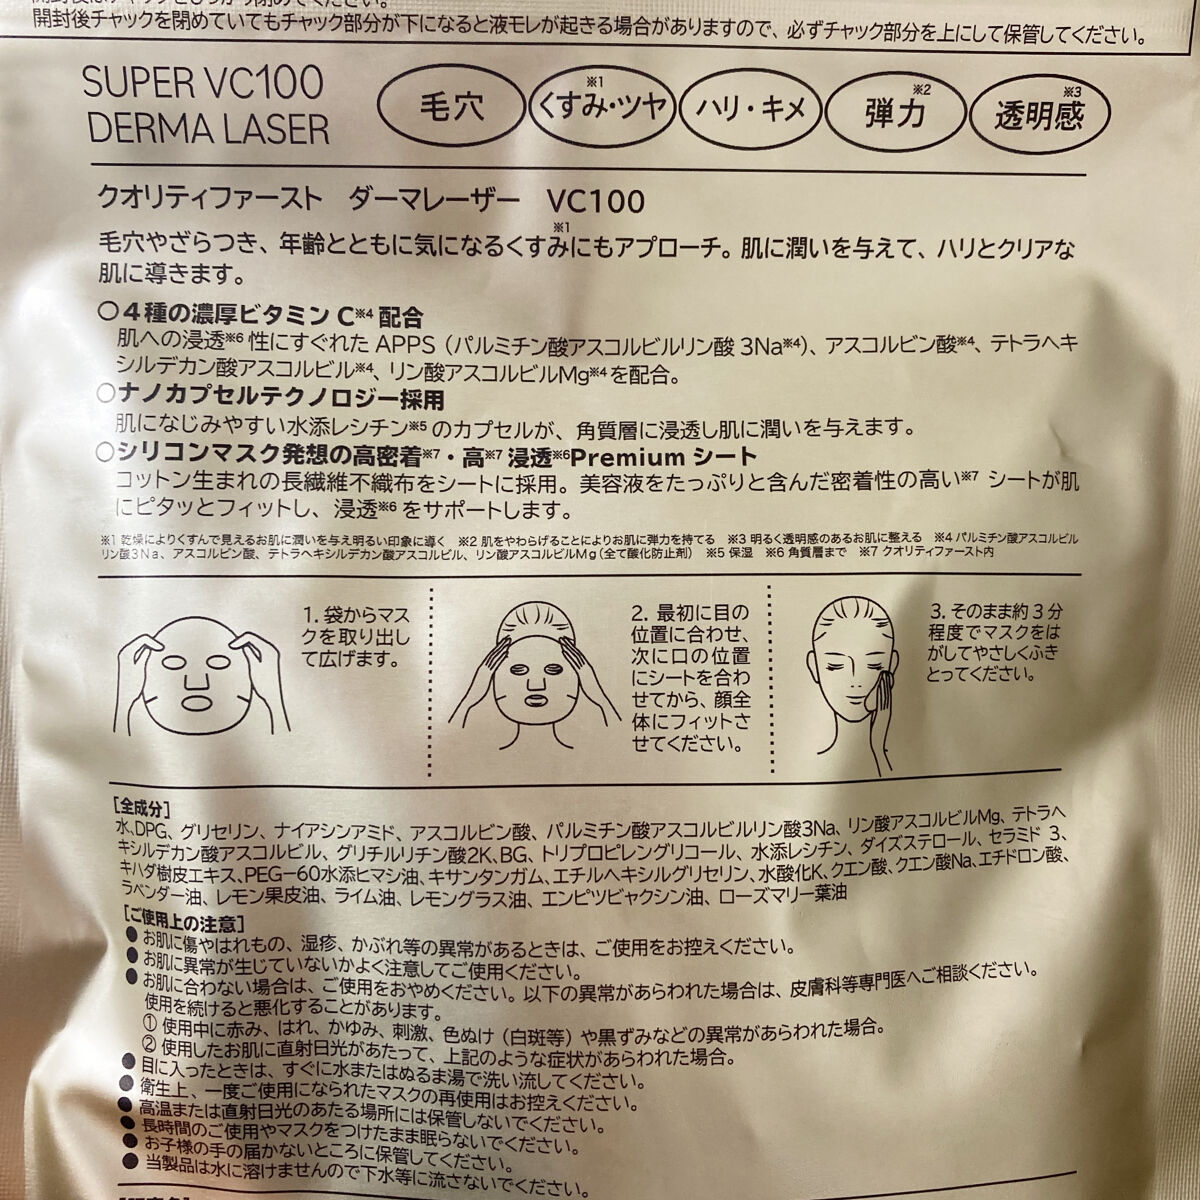 開封後チャックを閉めていてもチャック部分が下になると液モレが起きる場合がありますので、必ずチャック部分を上にして保管してください。
SUPER VC100
DERMA LASER
毛穴
くすみ・ツヤ※1
ハリ・キメ
弾力※2
透明感※3
クオリティファースト ダーマレーザー VC100
毛穴やざらつき、年齢とともに気になるくすみ※1にもアプローチ。肌に潤いを与えて、ハリとクリアな
肌に導きます。
○4種の濃厚ビタミンC※4配合
肌への浸透※6性にすぐれたAPPS(パルミチン酸アスコルビルリン酸3Na※4)、アスコルビン酸※4、テトラヘキ
シルデカン酸アスコルビル※4、リン酸アスコルビルMg※4を配合。
○ナノカプセルテクノロジー採用
肌になじみやすい水添レシチン※5のカプセルが、角質層に浸透し肌に潤いを与えます。
○シリコンマスク発想の高密着※7・高※7浸透※6Premiumシート
コットン生まれの長繊維不織布をシートに採用。美容液をたっぷりと含んだ密着性の高い※7シートが肌
にピタッとフィットし、浸透※6をサポートします。
※1 乾燥によりくすんで見えるお肌に潤いを与え明るい印象に導く ※2 肌をやわらげることによりお肌に弾力を持てる ※3 明るく透明感のあるお肌に整える ※4 パルミチン酸アスコルビル
リン酸3Na、アスコルビン酸、テトラヘキシルデカン酸アスコルビル、リン酸アスコルビルMg(全て酸化防止剤) ※5 保湿 ※6 角質層まで ※7 クオリティファースト内
1. 袋からマス
クを取り出し
て広げます。
2. 最初に目の
位置に合わせ、
次に口の位置
にシートを合わ
せてから、顔全
体にフィットさ
せてください。
3. そのまま約3分
程度でマスクをは
がしてやさしくふき
とってください。
[全成分]
水、DPG、グリセリン、ナイアシンアミド、アスコルビン酸、パルミチン酸アスコルビルリン酸3Na、リン酸アスコルビルMg、テトラヘ
キシルデカン酸アスコルビル、グリチルリチン酸2K、BG、トリプロピレングリコール、水添レシチン、ダイズステロール、セラミド3、
キハダ樹皮エキス、PEG-60水添ヒマシ油、キサンタンガム、エチルヘキシルグリセリン、水酸化K、クエン酸、クエン酸Na、エチドロン酸、
ラベンダー油、レモン果皮油、ライム油、レモングラス油、エンピツビャクシン油、ローズマリー葉油
[ご使用上の注意]
●お肌に傷やはれもの、湿疹、かぶれ等の異常があるときは、ご使用をお控えください。
●お肌に異常が生じていないかよく注意してご使用ください。
●お肌に合わない場合は、ご使用をおやめください。以下の異常があらわれた場合は、皮膚科等専門医へご相談ください。
使用を続けると悪化することがあります。
① 使用中に赤み、はれ、かゆみ、刺激、色ぬけ(白斑等)や黒ずみなどの異常があらわれた場合。
② 使用したお肌に直射日光があたって、上記のような症状があらわれた場合。
●目に入ったときは、すぐに水またはぬるま湯で洗い流してください。
●衛生上、一度ご使用になられたマスクの再使用はお控えください。
●高温または直射日光のあたる場所には保管しないでください。
●長時間のご使用やマスクをつけたまま眠らないでください。
●お子様の手の届かないところに保管してください。
●当製品は水に溶けませんので下水等に流さないでください。